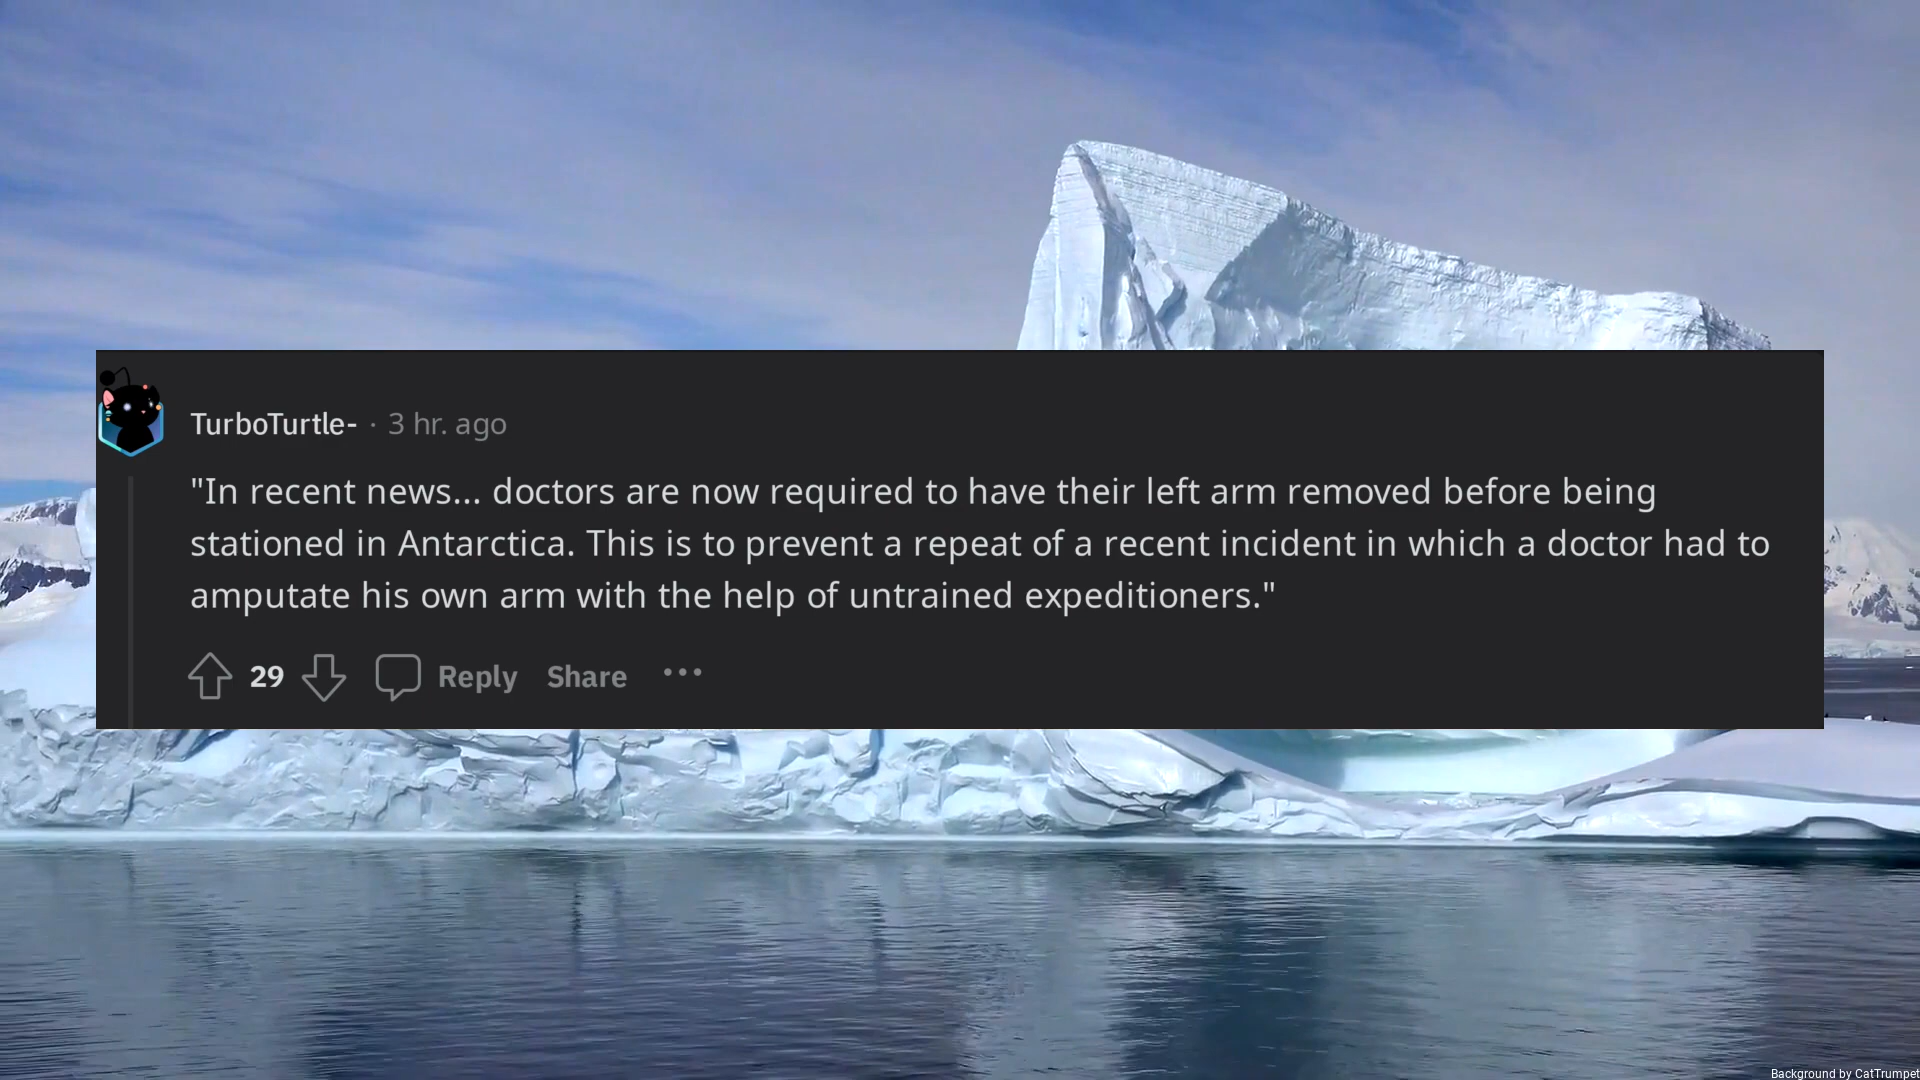 TurboTurtle- · 3 hr. ago
"In recent news... doctors are now required to have their left arm removed before being
stationed in Antarctica. This is to prevent a repeat of a recent incident in which a doctor had to
amputate his own arm with the help of untrained expeditioners."
29 Reply Share ···
Background by CatTrumpet